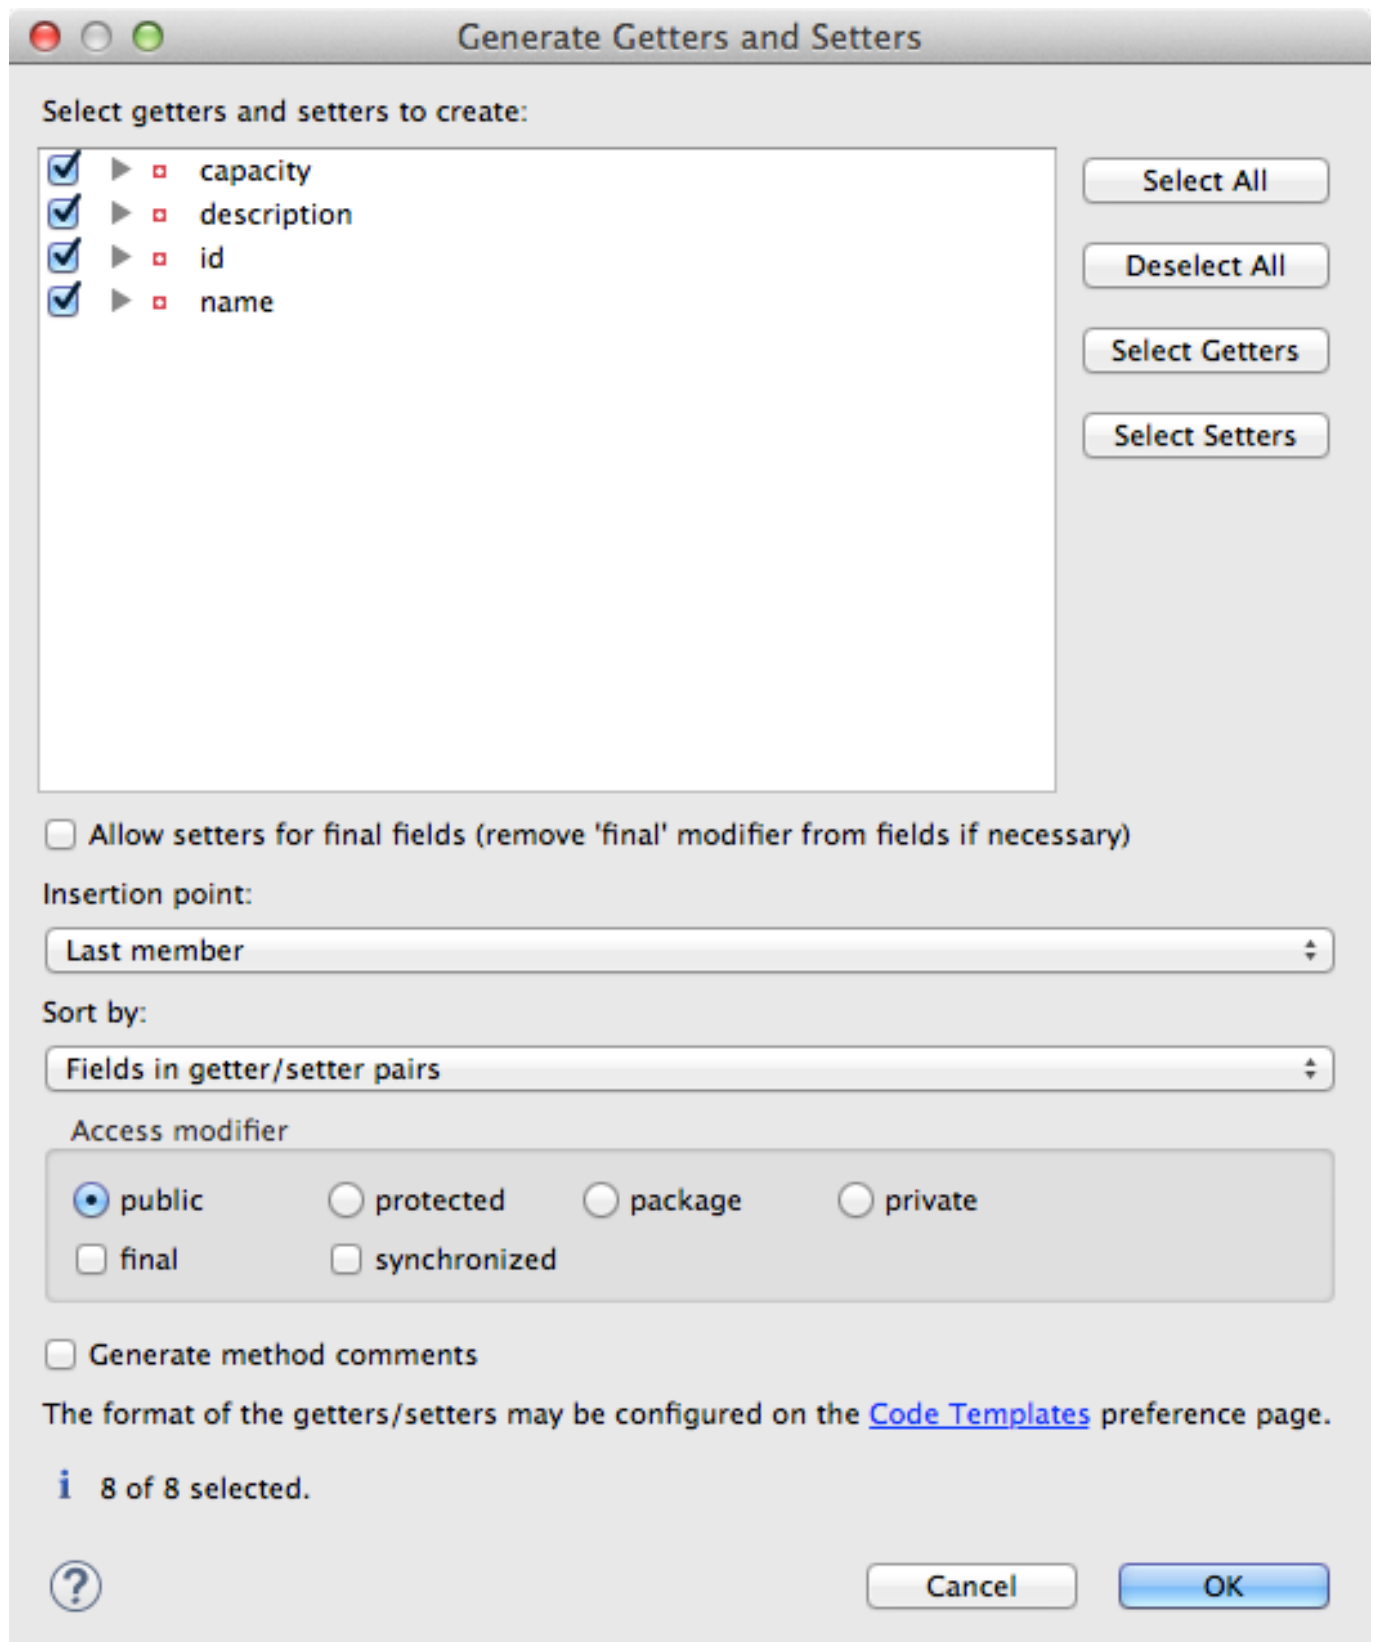 Generate Getters and Setters
Select getters and setters to create:
capacity
description
id
name
Select All
Deselect All
Select Getters
Select Setters
Allow setters for final fields (remove 'final' modifier from fields if necessary)
Insertion point:
Last member
Sort by:
Fields in getter/setter pairs
Access modifier
public protected package private
final synchronized
Generate method comments
The format of the getters/setters may be configured on the Code Templates preference page.
i 8 of 8 selected.
? Cancel OK